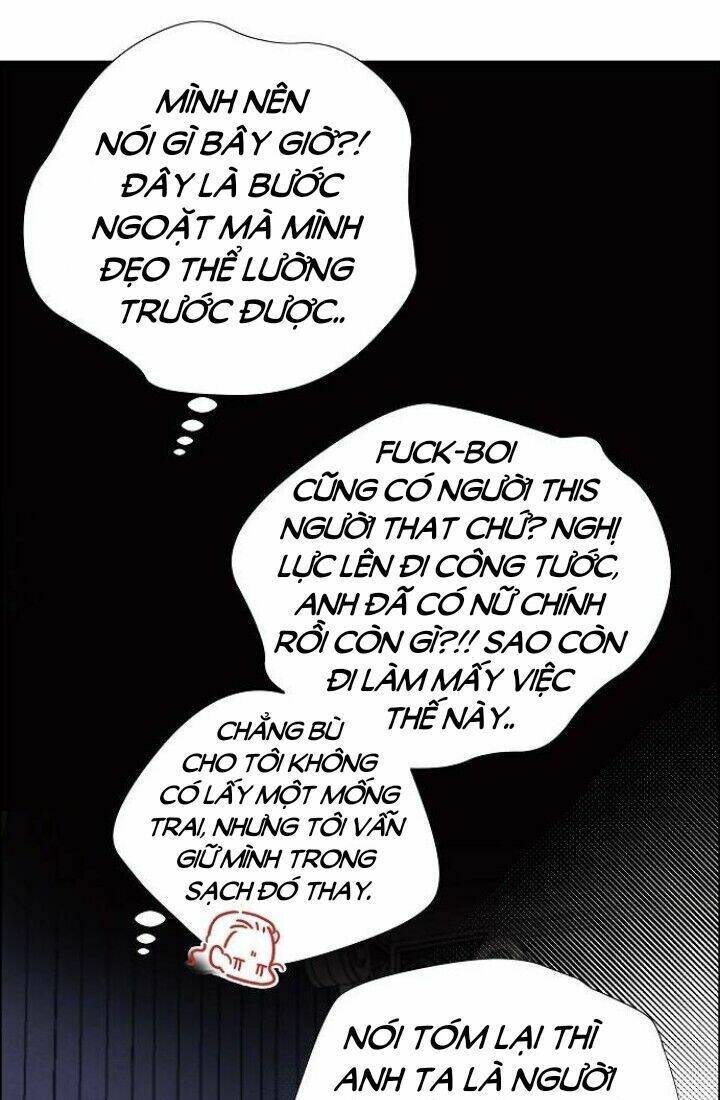 MÌNH NÊN
NÓI GÌ BÂY GIỜ?!
ĐÂY LÀ BƯỚC
NGOẶT MÀ MÌNH
ĐẸO THỂ LƯỜNG
TRƯỚC ĐƯỢC..
FUCK-BOI
CŨNG CÓ NGƯỜI THIS
NGƯỜI THAT CHỨ? NGHỊ
LỰC LÊN ĐI CÔNG TƯỚC,
ANH ĐÃ CÓ NỮ CHÍNH
RỒI CÒN GÌ?!! SAO CÒN
ĐI LÀM MẤY VIỆC
THẾ NÀY..
CHẲNG BÙ
CHO TÔI KHÔNG
CÓ LẤY MỘT MỐNG
TRAI, NHƯNG TÔI VẪN
GIỮ MÌNH TRONG
SẠCH ĐÓ THAY.
NÓI TÓM LẠI THÌ
ANH TA LÀ NGƯỜI